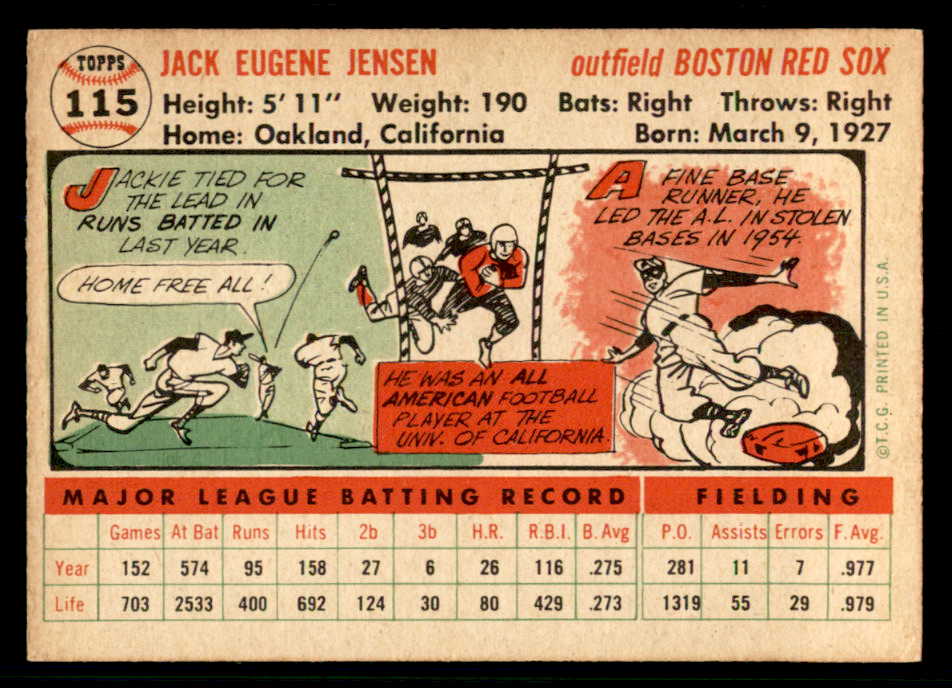 TOPPS
115
JACK EUGENE JENSEN
outfield BOSTON RED SOX
Height: 5' 11" Weight: 190 Bats: Right Throws: Right
Home: Oakland, California
Born: March 9, 1927
JACKIE TIED FOR
THE LEAD IN
RUNS BATTED IN
LAST YEAR.
HOME FREE ALL!
HE WAS AN ALL
AMERICAN FOOTBALL
PLAYER AT THE
UNIV. OF CALIFORNIA.
A FINE BASE
RUNNER, HE
LED THE A.L. IN STOLEN
BASES IN 1954.
©T.C.G. PRINTED IN U.S.A.
MAJOR LEAGUE BATTING RECORD
FIELDING
Games At Bat Runs Hits 2b 3b H.R. R.B.I. B. Avg P.O. Assists Errors F. Avg.
Year 152 574 95 158 27 6 26 116 .275 281 11 7 .977
Life 703 2533 400 692 124 30 80 429 .273 1319 55 29 .979